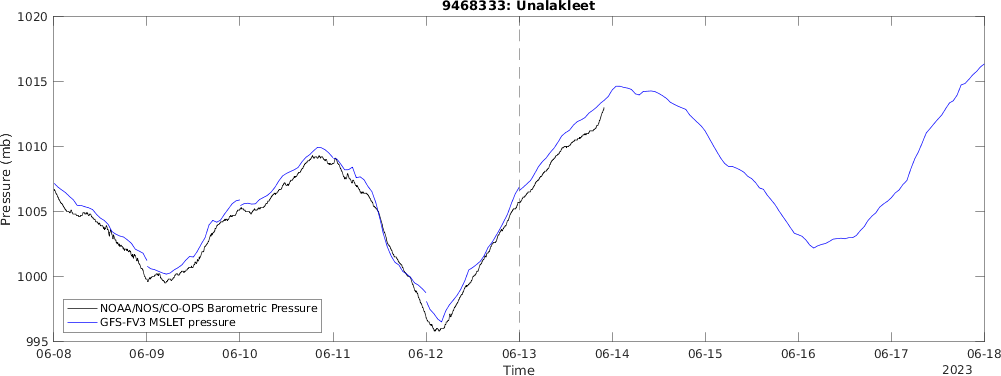 9468333: Unalakleet
1020
1015
1010
1005
1000
995
Pressure (mb)
NOAA/NOS/CO-OPS Barometric Pressure
GFS-FV3 MSLET pressure
06-08 06-09 06-10 06-11 06-12 06-13 06-14 06-15 06-16 06-17 06-18
Time
2023